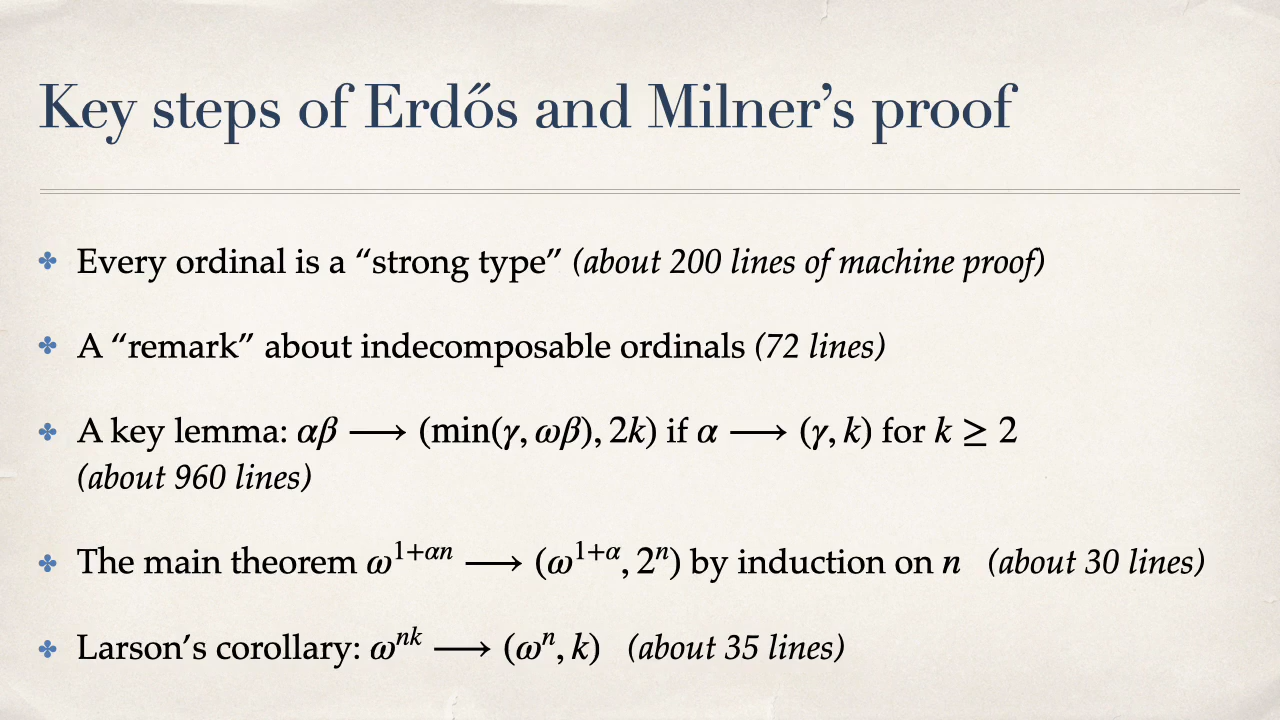 Key steps of Erdős and Milner’s proof
✤ Every ordinal is a “strong type” (about 200 lines of machine proof)
✤ A “remark” about indecomposable ordinals (72 lines)
✤ A key lemma: αβ ⟶ (min(γ, ωβ), 2k) if α ⟶ (γ, k) for k ≥ 2
(about 960 lines)
✤ The main theorem ω^{1+αn} ⟶ (ω^{1+α}, 2^n) by induction on n (about 30 lines)
✤ Larson’s corollary: ω^{nk} ⟶ (ω^n, k) (about 35 lines)